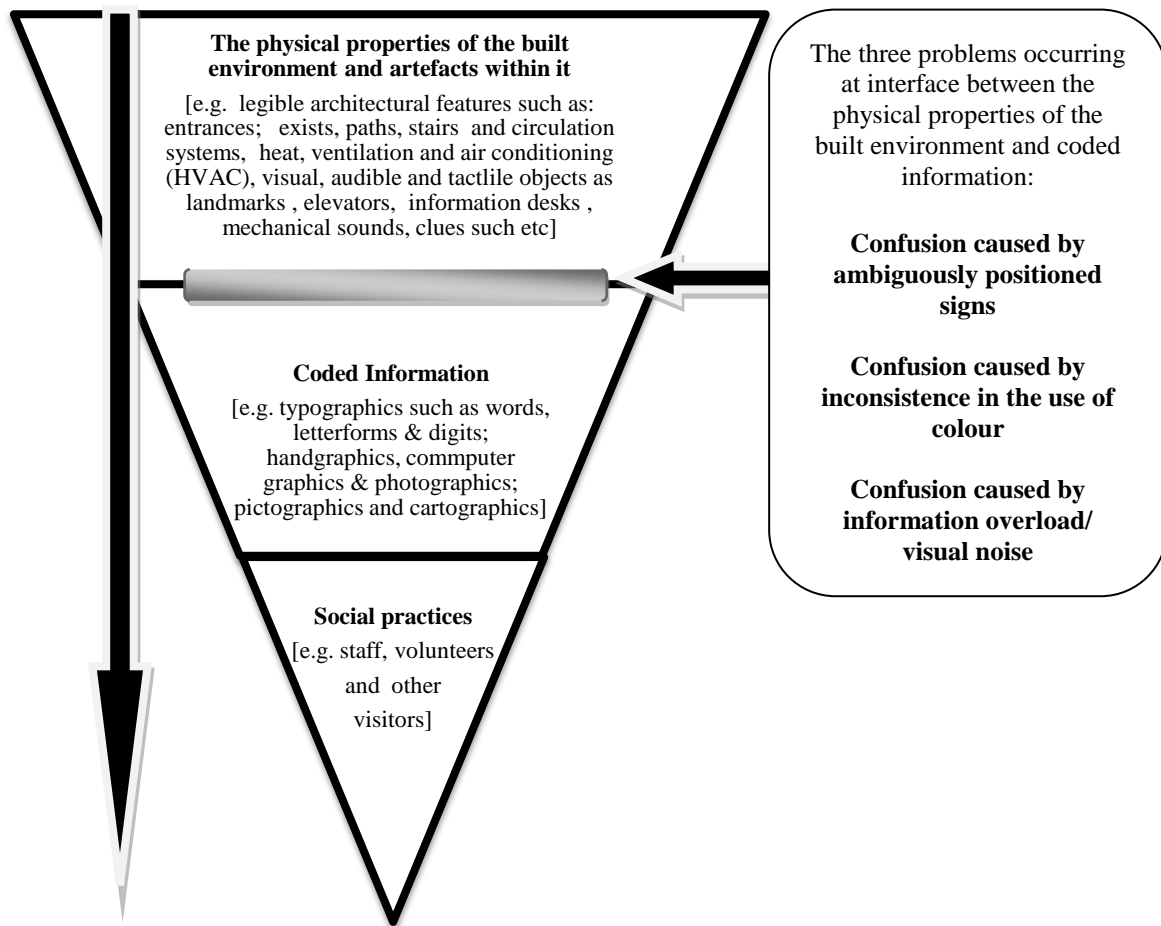 The physical properties of the built
environment and artefacts within it
[e.g. legible architectural features such as:
entrances; exists, paths, stairs and circulation
systems, heat, ventilation and air conditioning
(HVAC), visual, audible and tactlile objects as
landmarks , elevators, information desks ,
mechanical sounds, clues such etc]
Coded Information
[e.g. typographics such as words,
letterforms & digits;
handgraphics, commputer
graphics & photographics;
pictographics and cartographics]
Social practices
[e.g. staff, volunteers
and other
visitors]
The three problems occurring
at interface between the
physical properties of the
built environment and coded
information:
Confusion caused by
ambiguously positioned
signs
Confusion caused by
inconsistence in the use of
colour
Confusion caused by
information overload/
visual noise